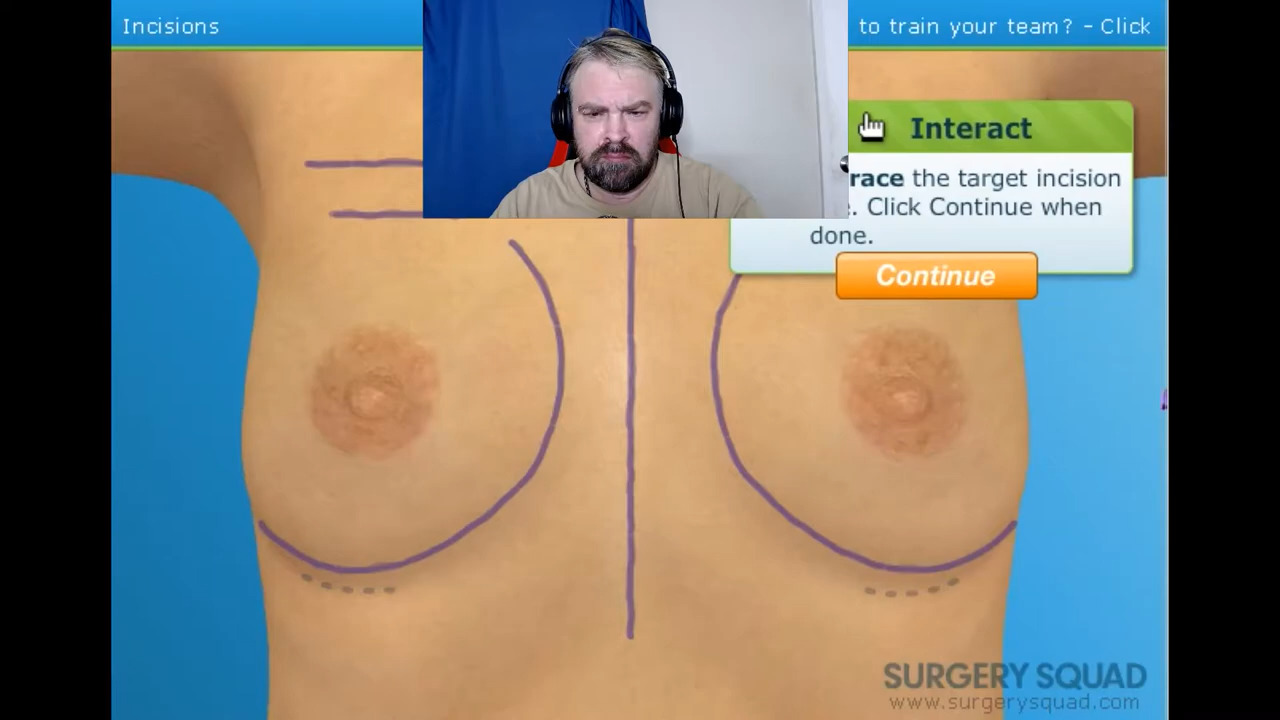 Incisions
to train your team? - Click
Interact
race the target incision
. Click Continue when
done.
Continue
SURGERY SQUAD
www.surgerysquad.com